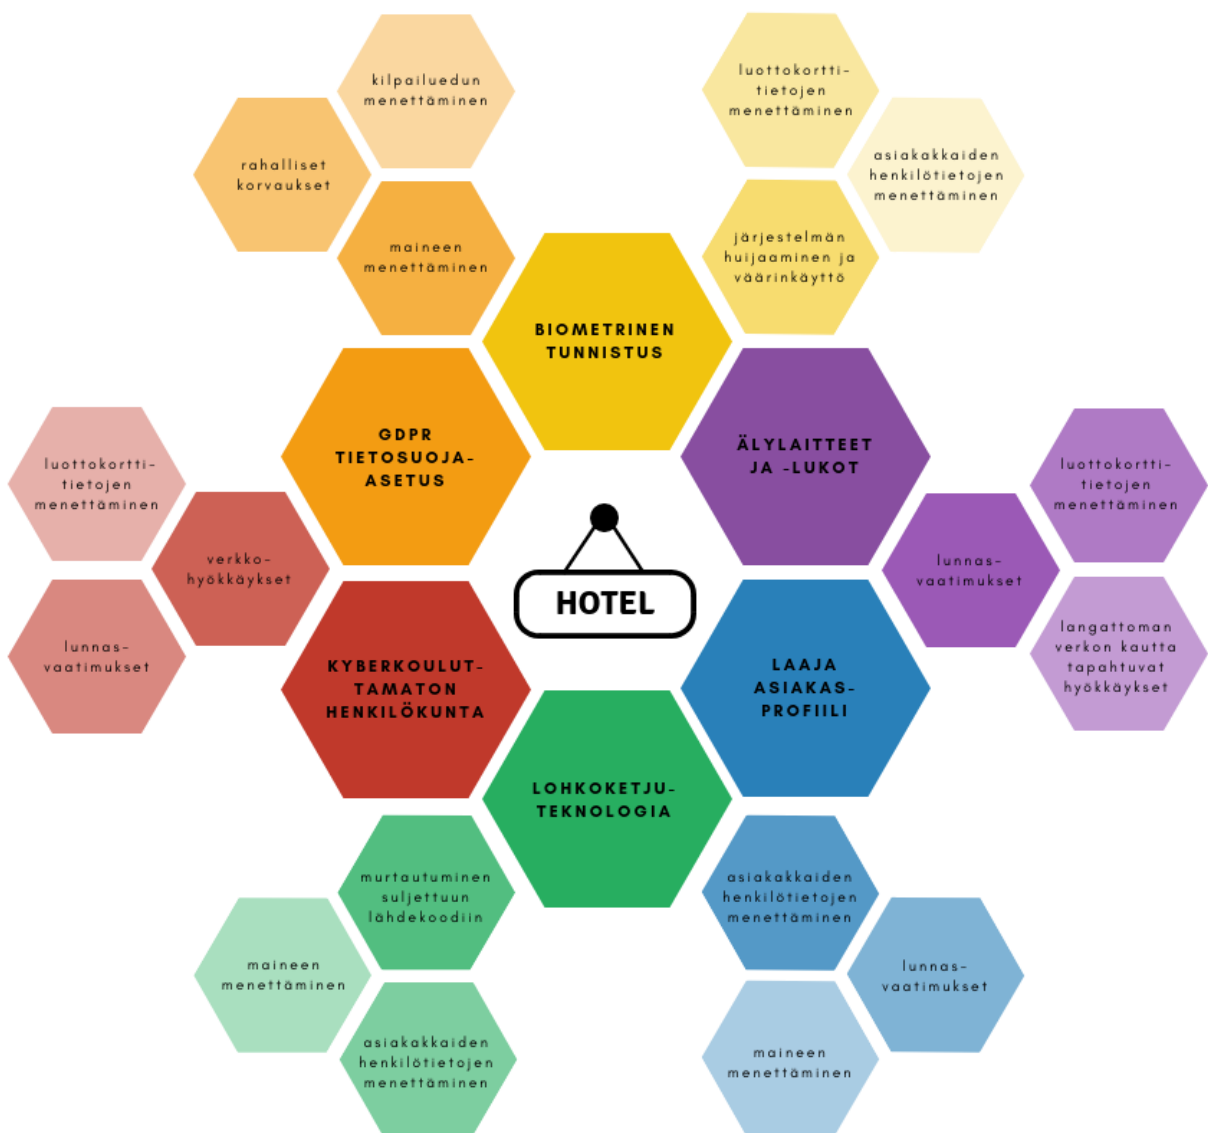 kilpailuedun
menettäminen
rahalliset
korvaukset
maineen
menettäminen
luottokortti-
tietojen
menettäminen
asiakakkaiden
henkilötietojen
menettäminen
järjestelmän
huijaaminen ja
väärinkäyttö
BIOMETRINEN
TUNNISTUS
GDPR
TIETOSUOJA-
ASETUS
ÄLYLAITTEET
JA -LUKOT
luottokortti-
tietojen
menettäminen
verkko-
hyökkäykset
lunnas-
vaatimukset
luottokortti-
tietojen
menettäminen
lunnas-
vaatimukset
langattoman
verkon kautta
tapahtuvat
hyökkäykset
HOTEL
KYBERKOULUT-
TAMATON
HENKILÖKUNTA
LAAJA
ASIAKAS-
PROFIILI
LOHKOKETJU-
TEKNOLOGIA
murtautuminen
suljettuun
lähdekoodiin
maineen
menettäminen
asiakakkaiden
henkilötietojen
menettäminen
asiakakkaiden
henkilötietojen
menettäminen
lunnas-
vaatimukset
maineen
menettäminen